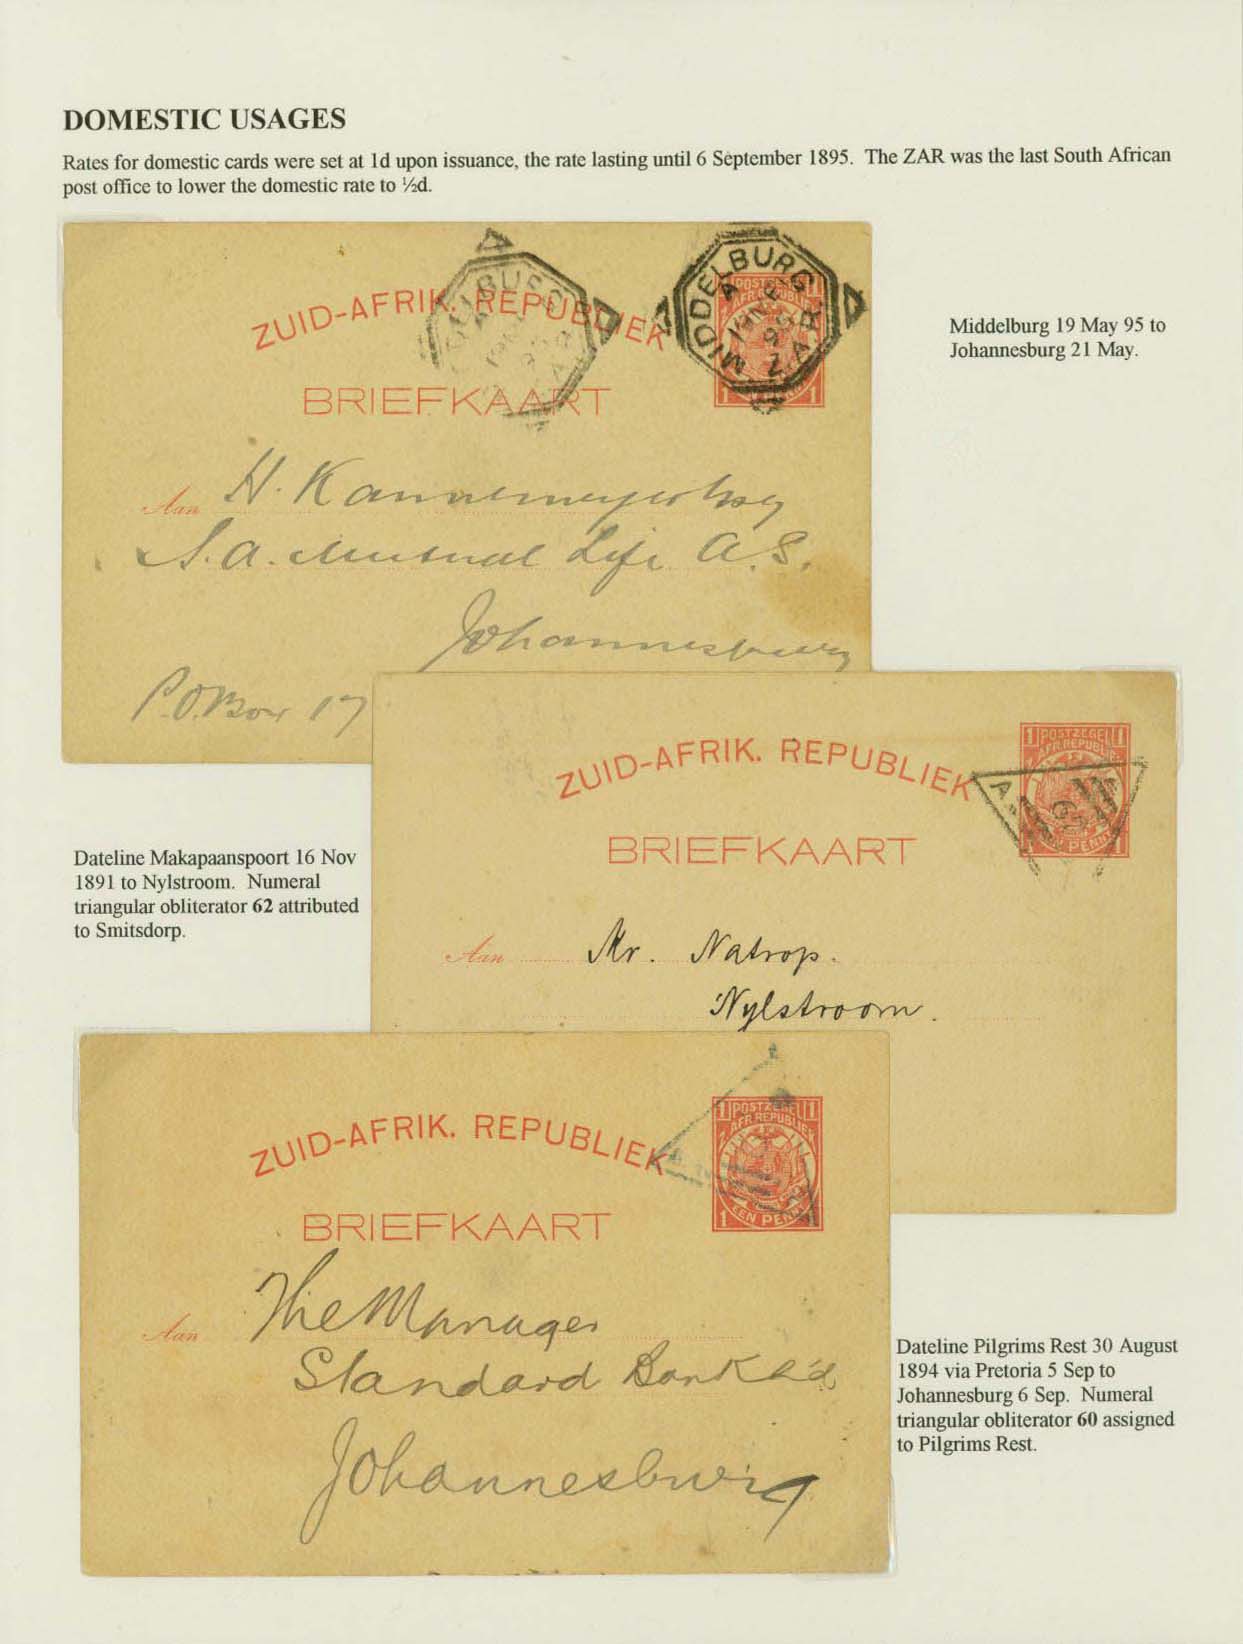 DOMESTIC USAGES
Rates for domestic cards were set at 1d upon issuance, the rate lasting until 6 September 1895. The ZAR was the last South African
post office to lower the domestic rate to ½d.
ZUID-AFRIK. REPUBLIEK
BRIEFKAART
MIDDELBURG
Z.A.R.
POSTZEGEL
Middelburg 19 May 95 to
Johannesburg 21 May.
Aan H. Kannemeyer Esq
S.A. Mutual Life A.S.
Johannesburg
P.O. Box 17
ZUID-AFRIK. REPUBLIEK
BRIEFKAART
1 POSTZEGEL 1
AFR. REPUBLIEK
62
Aan Mr. Natrop.
Nylstroom.
Dateline Makapaanspoort 16 Nov
1891 to Nylstroom. Numeral
triangular obliterator 62 attributed
to Smitsdorp.
ZUID-AFRIK. REPUBLIEK
BRIEFKAART
1 POSTZEGEL 1
Z. AFR. REPUBLIEK
1 EEN PENNY
Aan The Manager
Standard Bank Ld
Johannesburg
Dateline Pilgrims Rest 30 August
1894 via Pretoria 5 Sep to
Johannesburg 6 Sep. Numeral
triangular obliterator 60 assigned
to Pilgrims Rest.